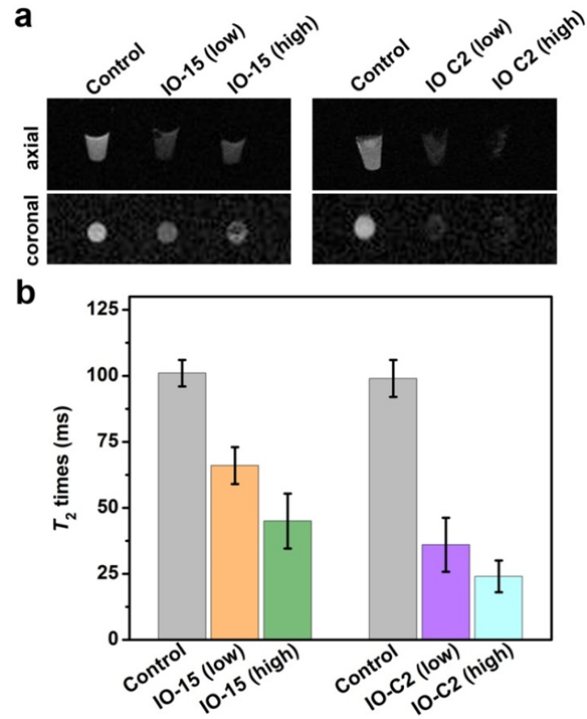 a
Control
IO-15 (low)
IO-15 (high)
Control
IO C2 (low)
IO C2 (high)
axial
coronal
b
125
100
75
50
25
0
T2 times (ms)
Control
IO-15 (low)
IO-15 (high)
Control
IO-C2 (low)
IO-C2 (high)